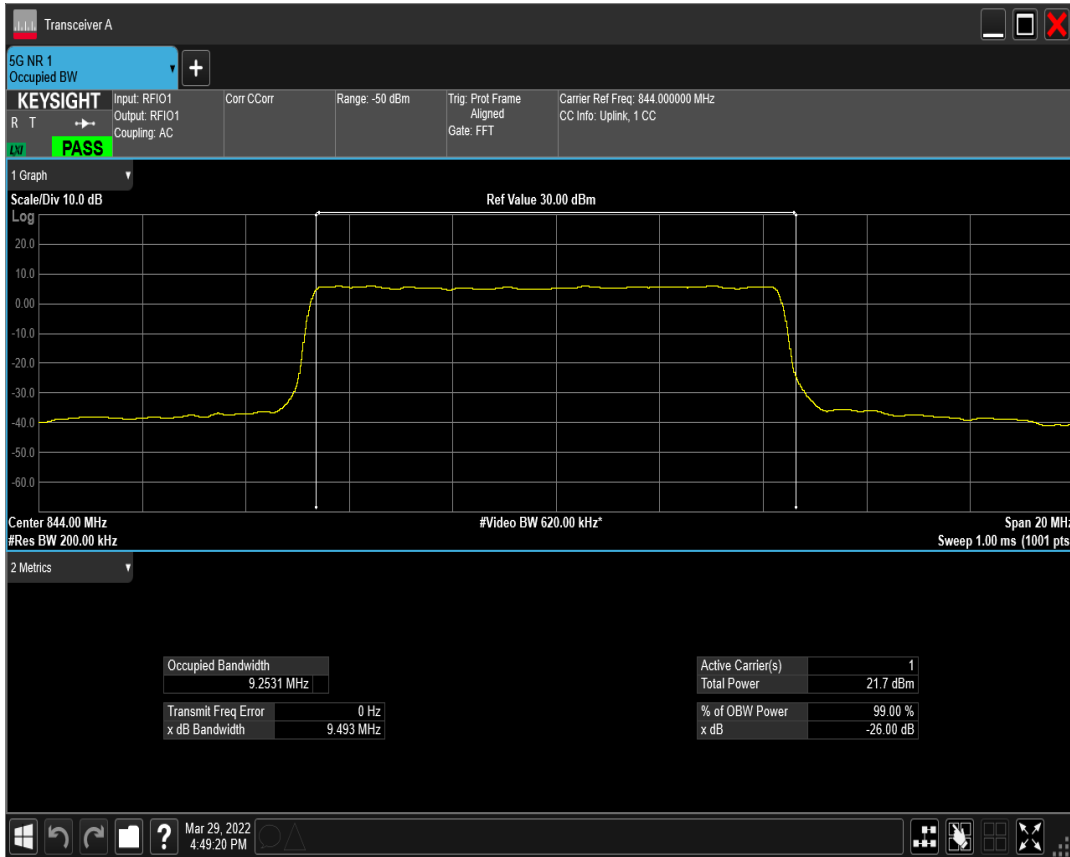 Transceiver A
5G NR 1
Occupied BW
KEYSIGHT
R T
LXI
PASS
Input: RFIO1
Output: RFIO1
Coupling: AC
Corr CCorr
Range: -50 dBm
Trig: Prot Frame
Aligned
Gate: FFT
Carrier Ref Freq: 844.000000 MHz
CC Info: Uplink, 1 CC
1 Graph
Scale/Div 10.0 dB
Ref Value 30.00 dBm
Log
20.0
10.0
0.00
-10.0
-20.0
-30.0
-40.0
-50.0
-60.0
Center 844.00 MHz
#Video BW 620.00 kHz*
Span 20 MHz
#Res BW 200.00 kHz
Sweep 1.00 ms (1001 pts
2 Metrics
Occupied Bandwidth
9.2531 MHz
Transmit Freq Error 0 Hz
x dB Bandwidth 9.493 MHz
Active Carrier(s) 1
Total Power 21.7 dBm
% of OBW Power 99.00 %
x dB -26.00 dB
?
Mar 29, 2022
4:49:20 PM